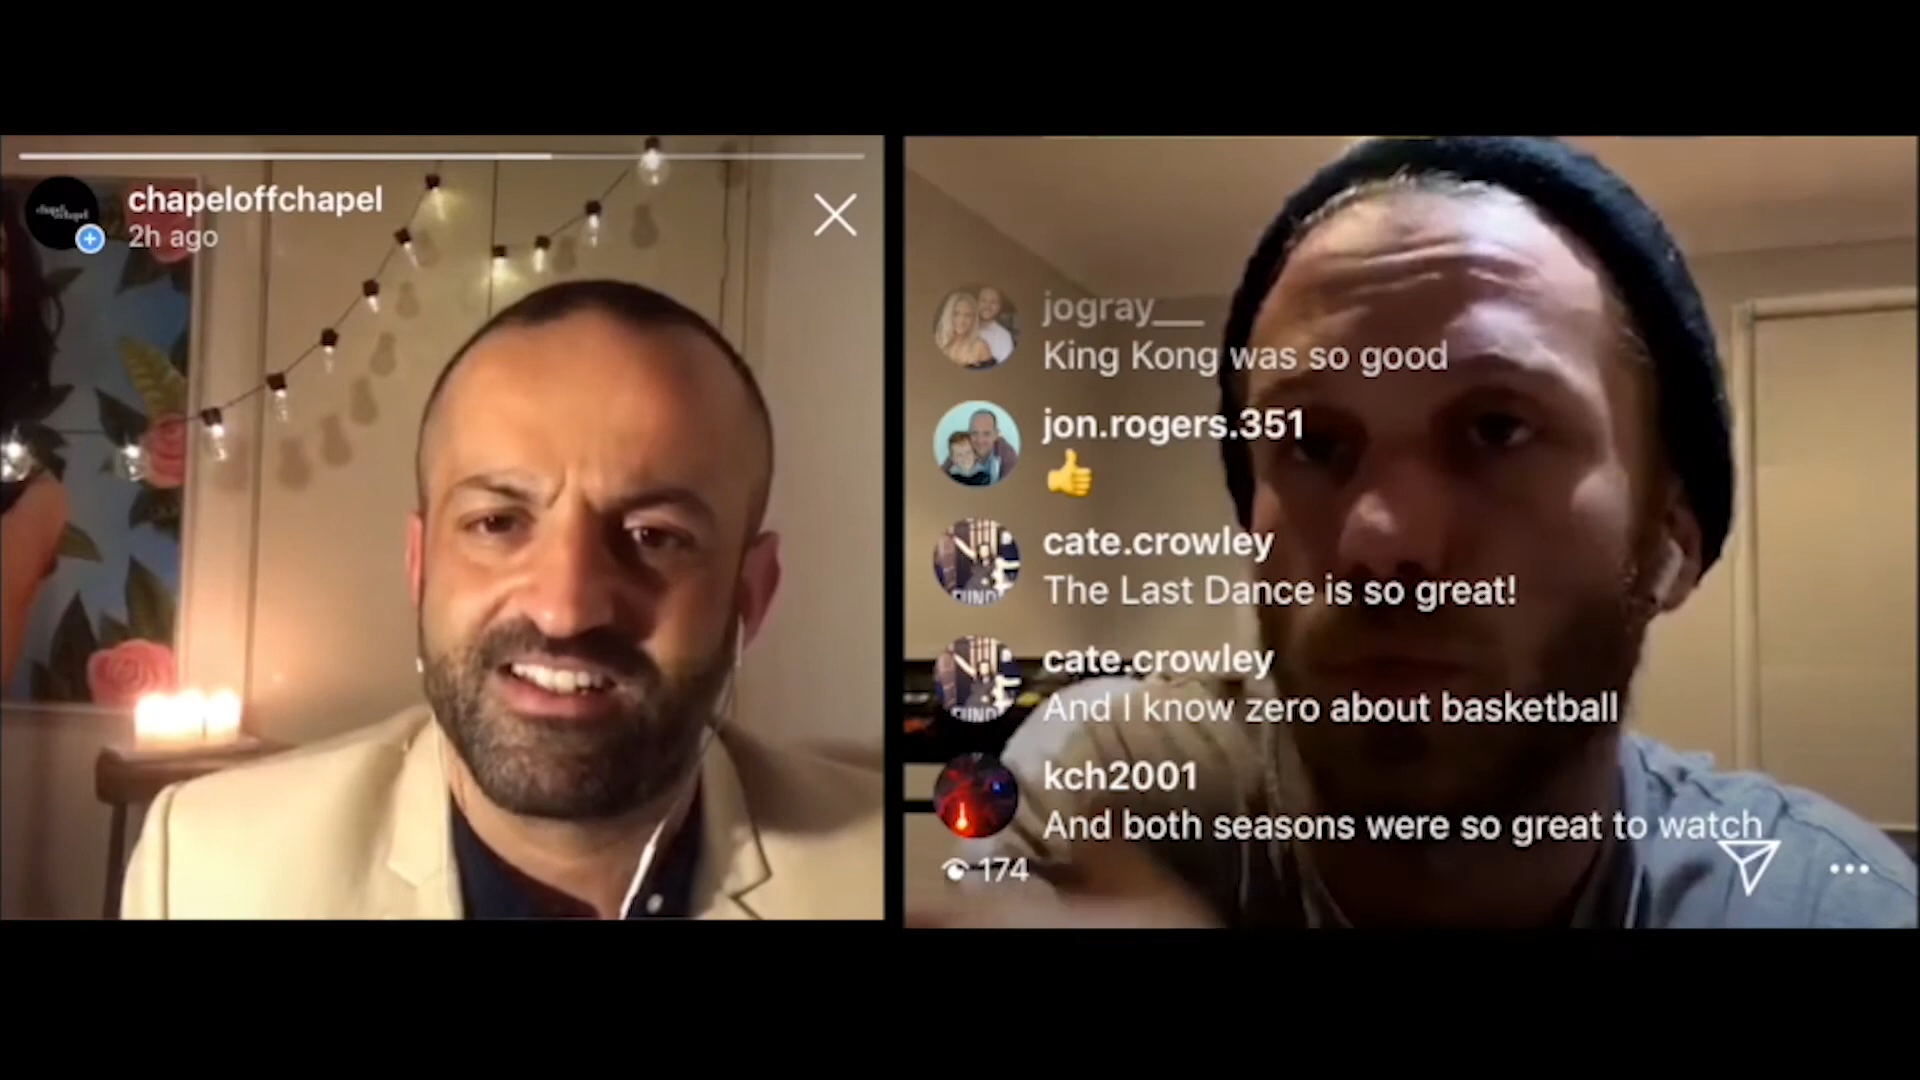 chapeloffchapel
2h ago
jogray___
King Kong was so good
jon.rogers.351
👍
cate.crowley
The Last Dance is so great!
cate.crowley
And I know zero about basketball
kch2001
And both seasons were so great to watch
174